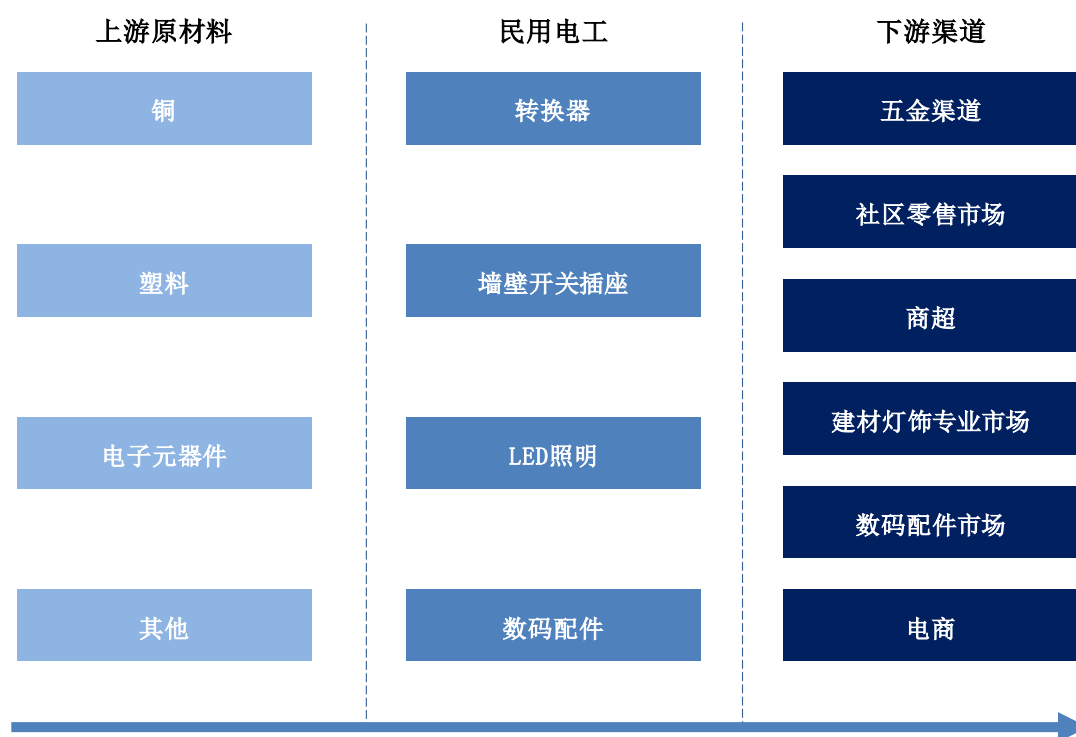 上游原材料
铜
塑料
电子元器件
其他
民用电工
转换器
墙壁开关插座
LED照明
数码配件
下游渠道
五金渠道
社区零售市场
商超
建材灯饰专业市场
数码配件市场
电商